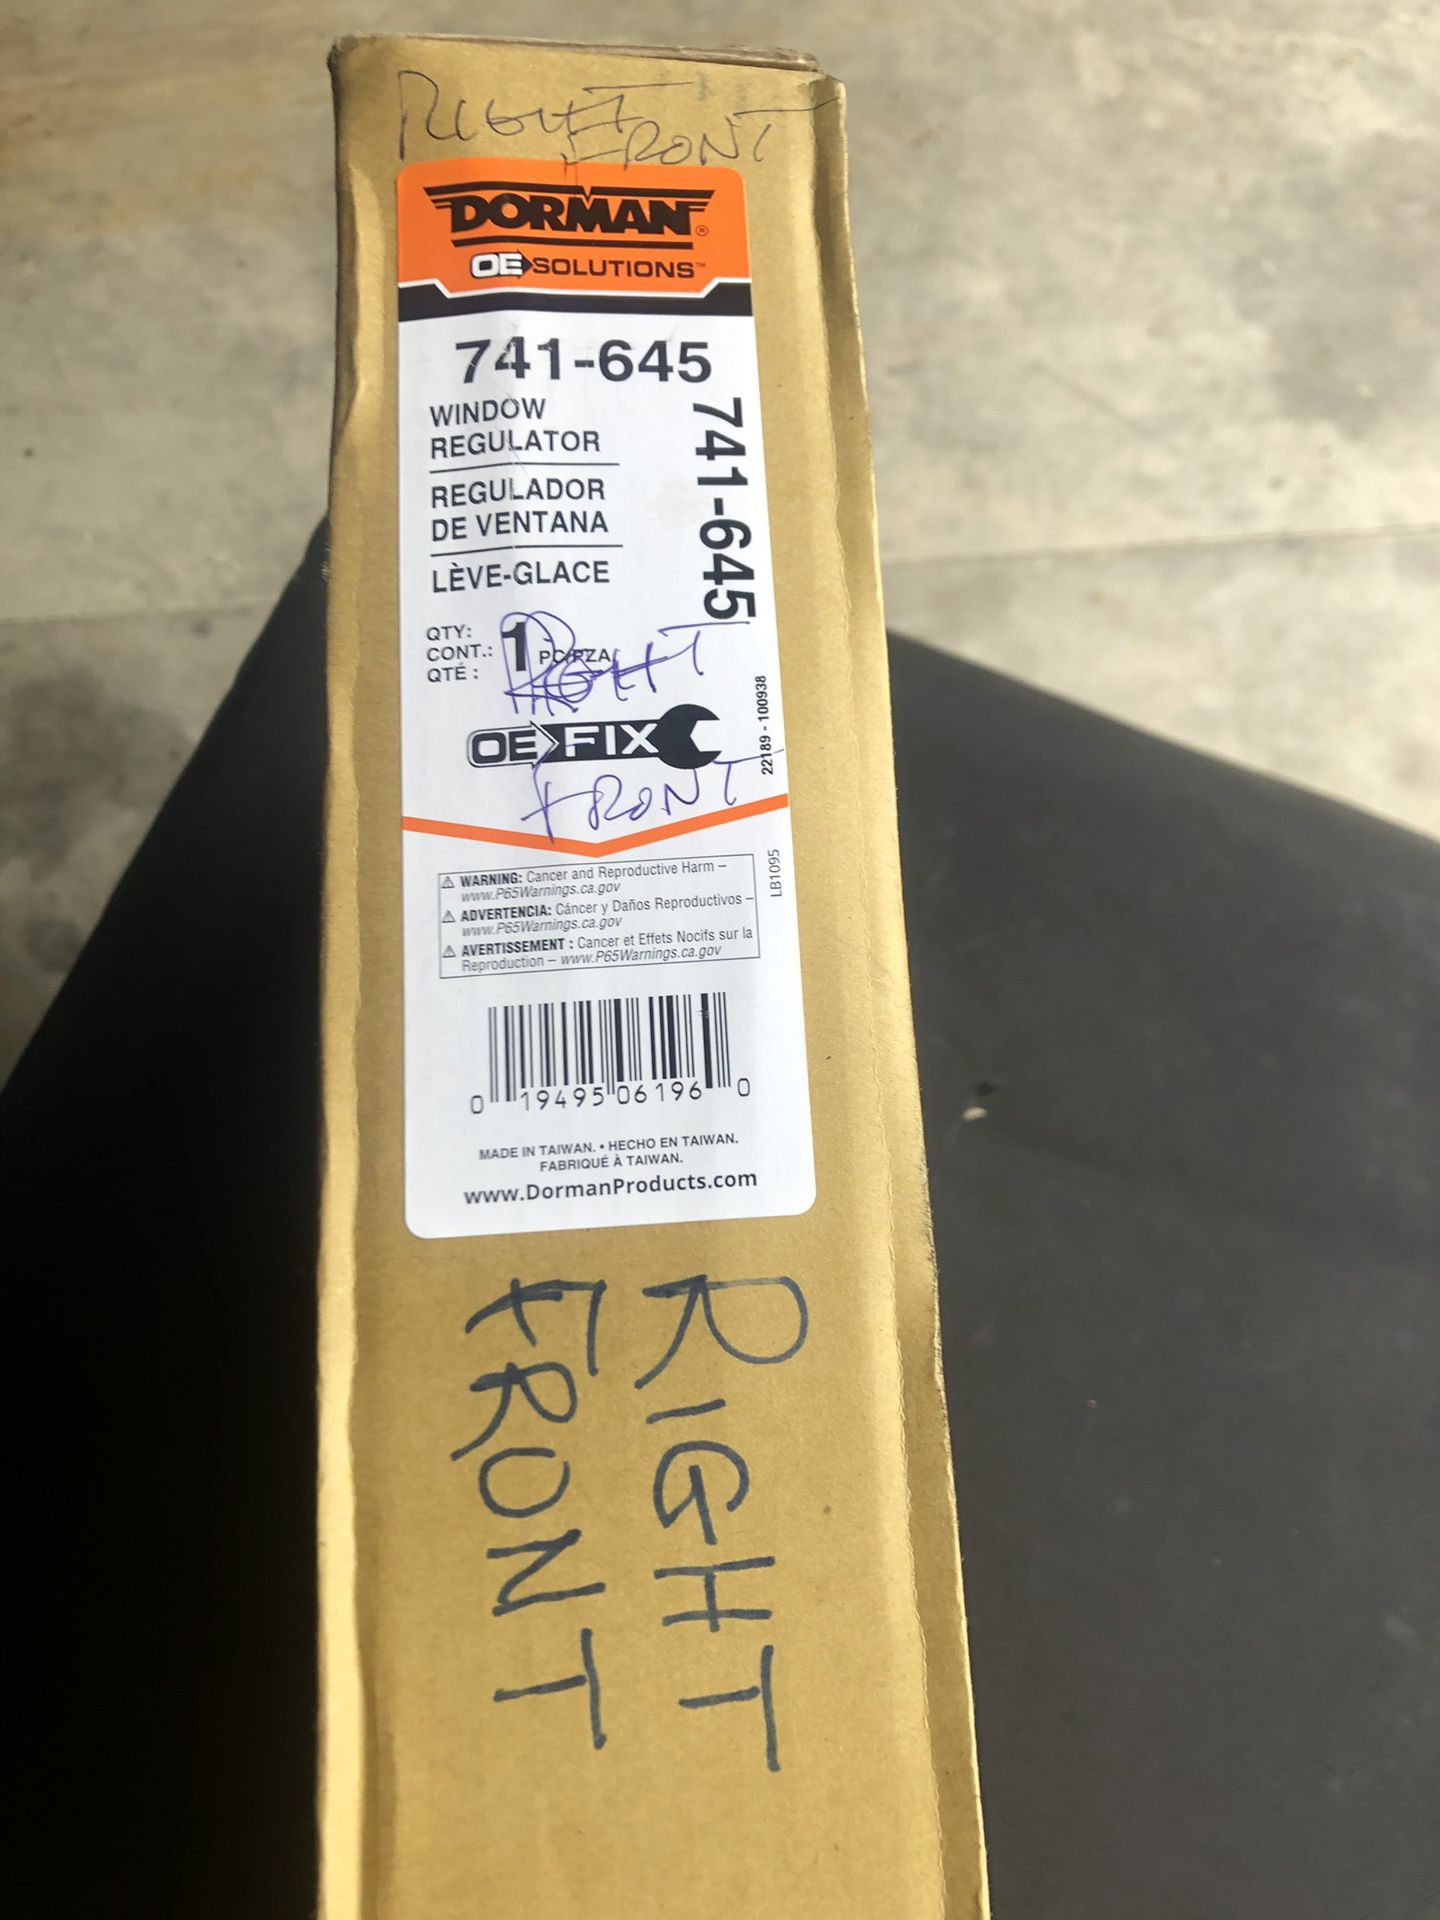 RIGHT
FRONT
DORMAN®
OE SOLUTIONS™
741-645
WINDOW
REGULATOR
REGULADOR
DE VENTANA
LÈVE-GLACE
741-645
QTY:
CONT.: 1 PC/PZA
QTÉ :
RIGHT
OE FIX
FRONT
22189 - 100938
⚠ WARNING: Cancer and Reproductive Harm –
www.P65Warnings.ca.gov
⚠ ADVERTENCIA: Cáncer y Daños Reproductivos –
www.P65Warnings.ca.gov
⚠ AVERTISSEMENT : Cancer et Effets Nocifs sur la
Reproduction – www.P65Warnings.ca.gov
LB1095
0 19495 06196 0
MADE IN TAIWAN. • HECHO EN TAIWAN.
FABRIQUÉ À TAIWAN.
www.DormanProducts.com
RIGHT
FRONT